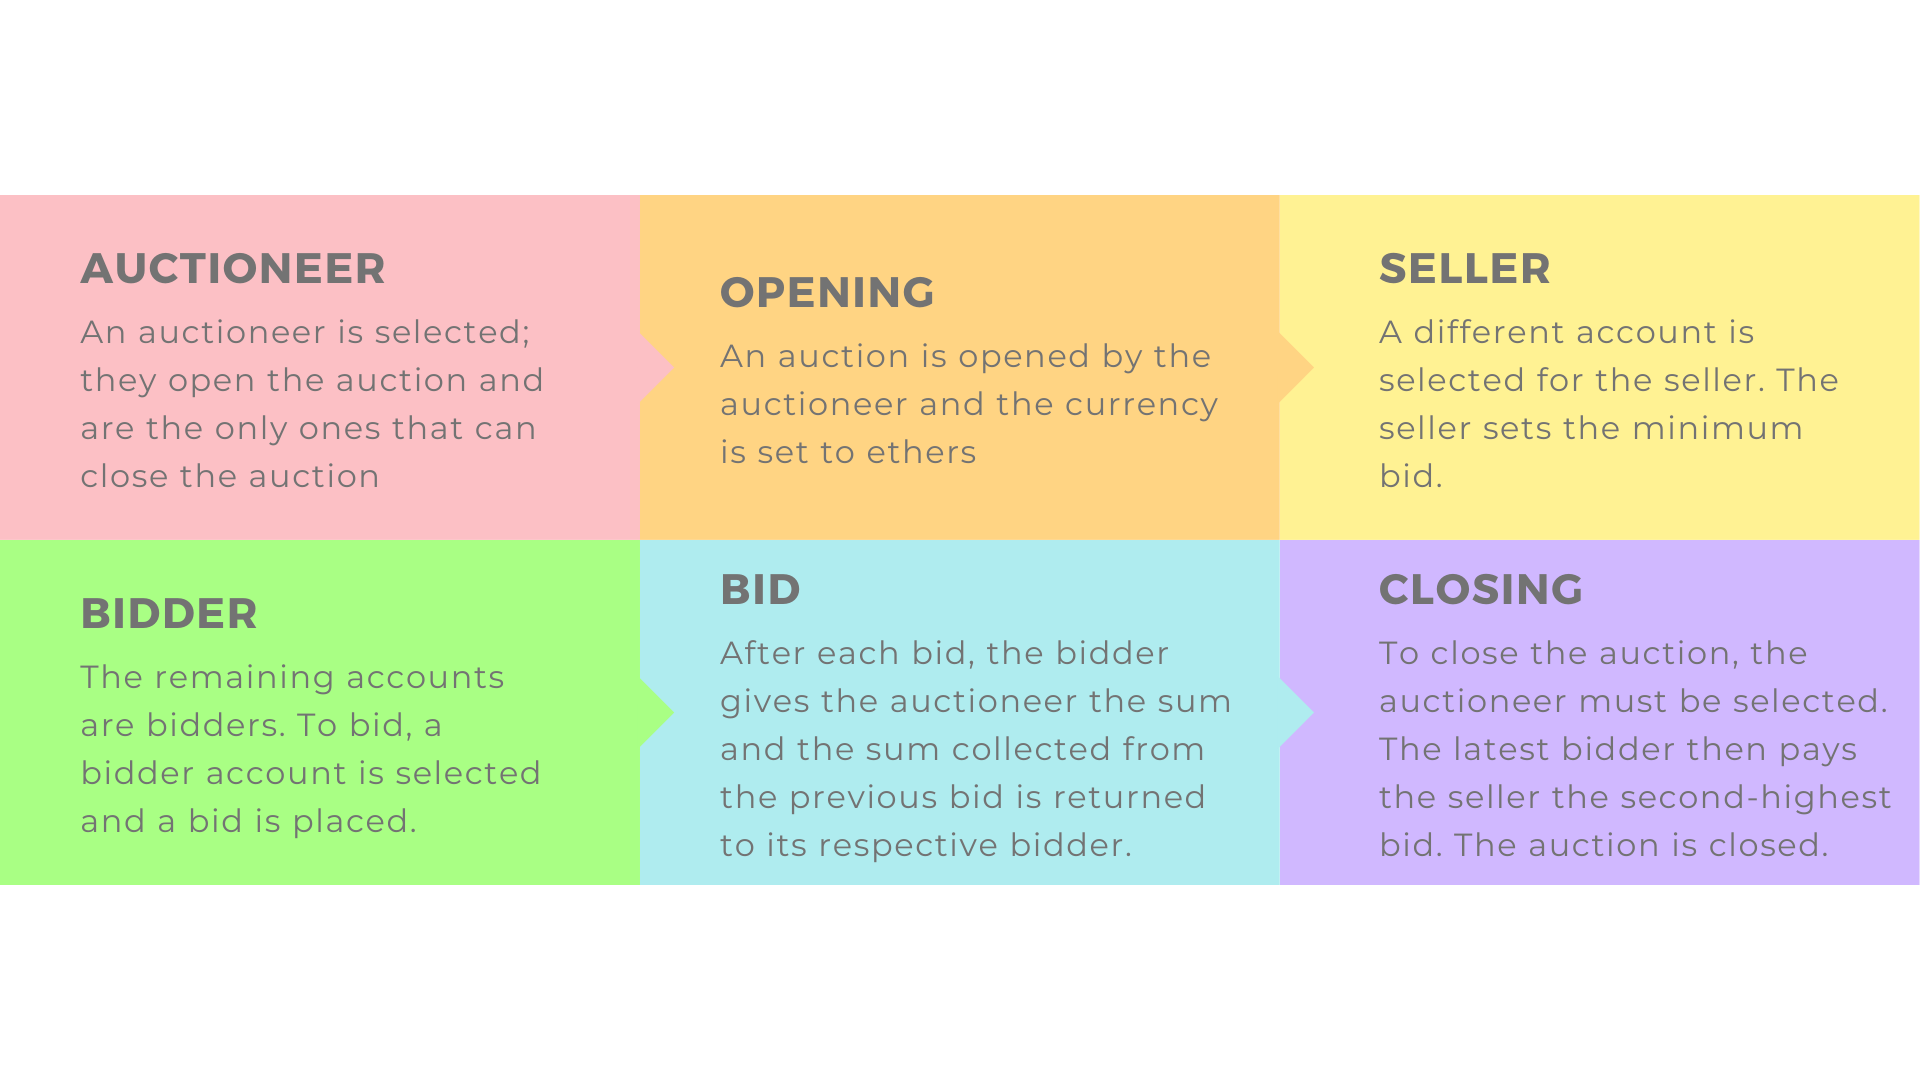 AUCTIONEER
An auctioneer is selected;
they open the auction and
are the only ones that can
close the auction
OPENING
An auction is opened by the
auctioneer and the currency
is set to ethers
SELLER
A different account is
selected for the seller. The
seller sets the minimum
bid.
BIDDER
The remaining accounts
are bidders. To bid, a
bidder account is selected
and a bid is placed.
BID
After each bid, the bidder
gives the auctioneer the sum
and the sum collected from
the previous bid is returned
to its respective bidder.
CLOSING
To close the auction, the
auctioneer must be selected.
The latest bidder then pays
the seller the second-highest
bid. The auction is closed.